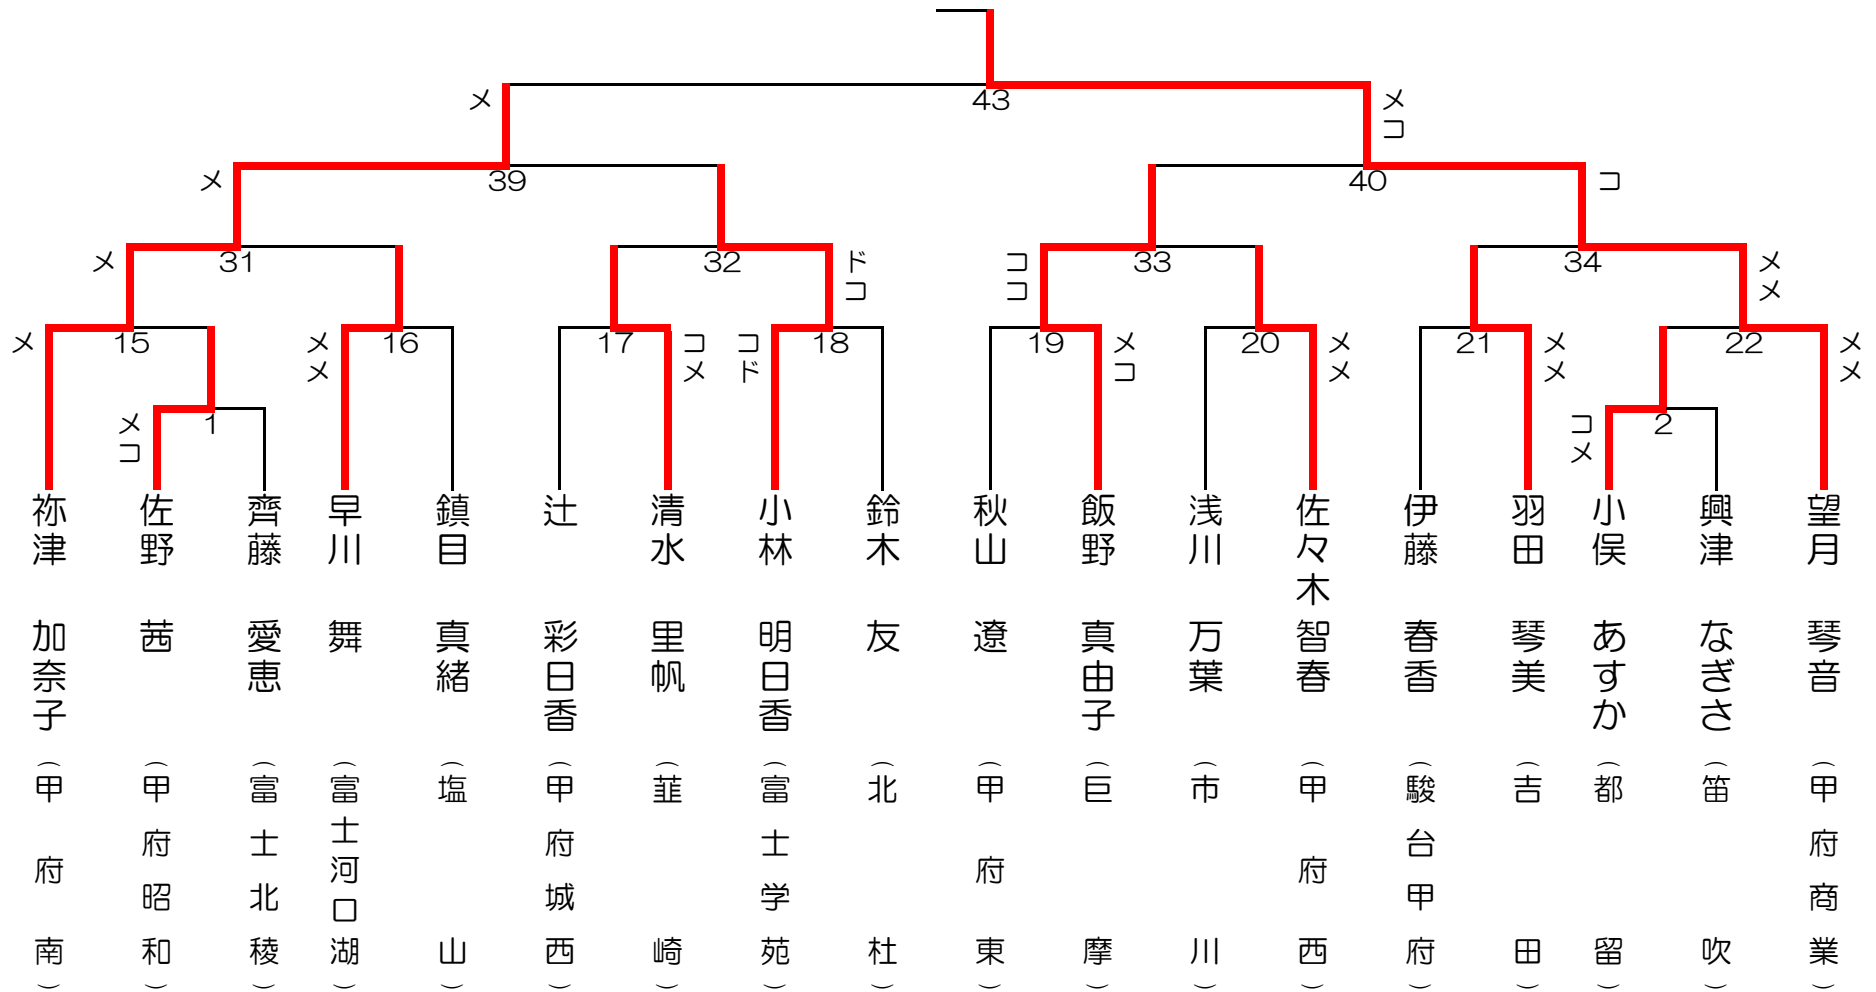 43
メ
メコ
39
40
メ
コ
31
32
33
34
メ
ドコ
ココ
メメ
15
16
17
18
19
20
21
22
メ
メメ
コメ
コド
メコ
メメ
メメ
メメ
1
2
メコ
コメ
祢津 加奈子 (甲府南)
佐野 茜 (甲府昭和)
齊藤 愛恵 (富士北稜)
早川 舞 (富士河口湖)
鎮目 真緒 (塩山)
辻 彩日香 (甲府城西)
清水 里帆 (韮崎)
小林 明日香 (富士学苑)
鈴木 友 (北杜)
秋山 遼 (甲府東)
飯野 真由子 (巨摩)
浅川 万葉 (市川)
佐々木 智春 (甲府西)
伊藤 春香 (駿台甲府)
羽田 琴美 (吉田)
小俣 あすか (都留)
興津 なぎさ (笛吹)
望月 琴音 (甲府商業)